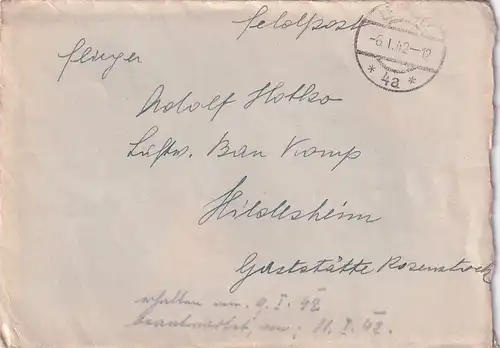 Feldpost
-6.1.42-12
* 4a *
Flieger
Adolf Hotko
Luftw. Bau Komp
Hildesheim
Gaststätte Rosenstock
erhalten am. 9. I. 42
beantwortet, am: 11. I. 42.